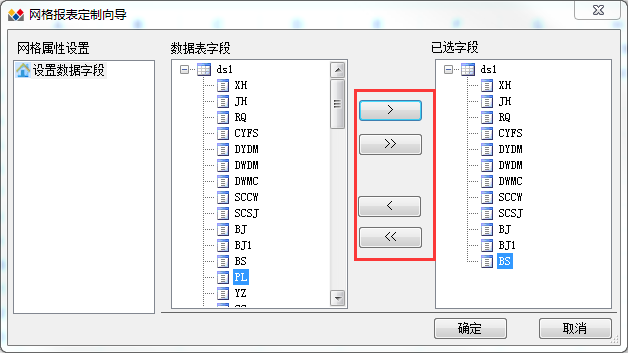 网格报表定制向导
网格属性设置
设置数据字段
数据表字段
ds1
XH
JH
RQ
CYFS
DYDM
DWDM
DWMC
SCCW
SCSJ
BJ
BJ1
BS
PL
YZ
>
>>
<
<<
已选字段
ds1
XH
JH
RQ
CYFS
DYDM
DWDM
DWMC
SCCW
SCSJ
BJ
BJ1
BS
确定
取消